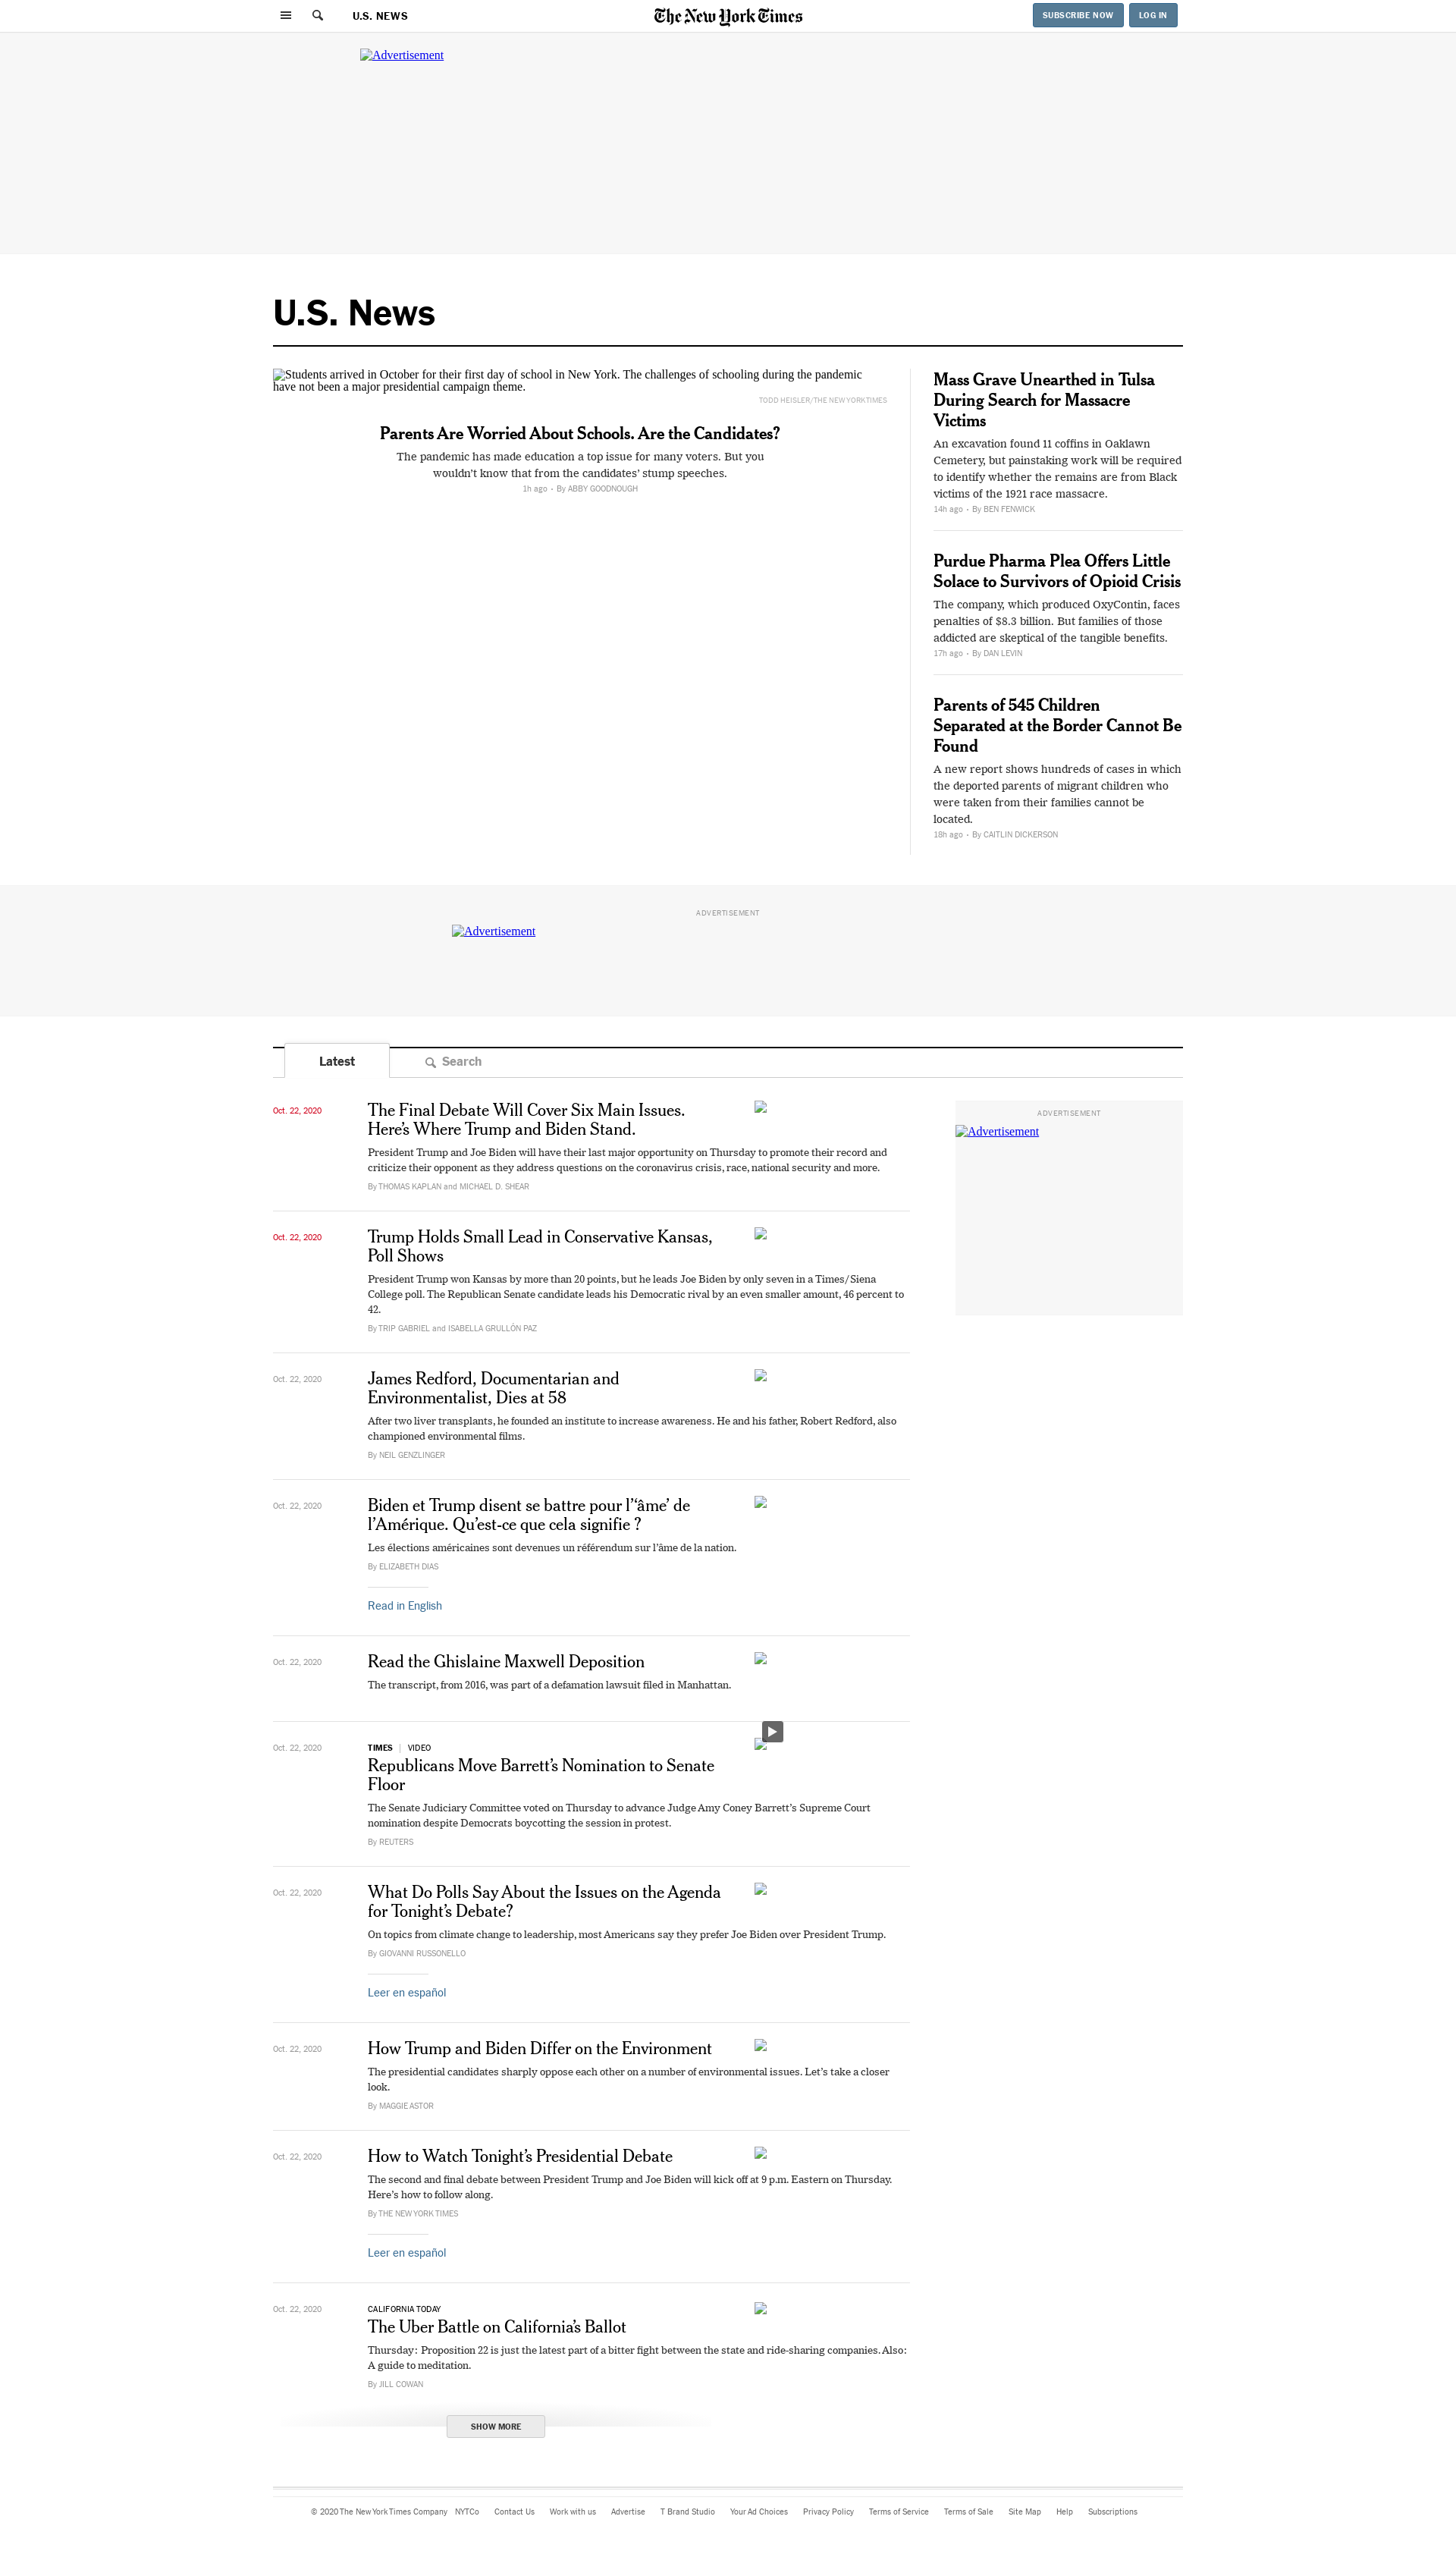 U.S. NEWS
The New York Times
SUBSCRIBE NOW
LOG IN
Advertisement
U.S. News
Students arrived in October for their first day of school in New York. The challenges of schooling during the pandemic
have not been a major presidential campaign theme.
TODD HEISLER/THE NEW YORK TIMES
Parents Are Worried About Schools. Are the Candidates?
The pandemic has made education a top issue for many voters. But you
wouldn’t know that from the candidates’ stump speeches.
1h ago • By ABBY GOODNOUGH
Mass Grave Unearthed in Tulsa
During Search for Massacre
Victims
An excavation found 11 coffins in Oaklawn
Cemetery, but painstaking work will be required
to identify whether the remains are from Black
victims of the 1921 race massacre.
14h ago • By BEN FENWICK
Purdue Pharma Plea Offers Little
Solace to Survivors of Opioid Crisis
The company, which produced OxyContin, faces
penalties of $8.3 billion. But families of those
addicted are skeptical of the tangible benefits.
17h ago • By DAN LEVIN
Parents of 545 Children
Separated at the Border Cannot Be
Found
A new report shows hundreds of cases in which
the deported parents of migrant children who
were taken from their families cannot be
located.
18h ago • By CAITLIN DICKERSON
ADVERTISEMENT
Advertisement
Latest
Search
Oct. 22, 2020
The Final Debate Will Cover Six Main Issues.
Here’s Where Trump and Biden Stand.
President Trump and Joe Biden will have their last major opportunity on Thursday to promote their record and
criticize their opponent as they address questions on the coronavirus crisis, race, national security and more.
By THOMAS KAPLAN and MICHAEL D. SHEAR
ADVERTISEMENT
Advertisement
Oct. 22, 2020
Trump Holds Small Lead in Conservative Kansas,
Poll Shows
President Trump won Kansas by more than 20 points, but he leads Joe Biden by only seven in a Times/Siena
College poll. The Republican Senate candidate leads his Democratic rival by an even smaller amount, 46 percent to
42.
By TRIP GABRIEL and ISABELLA GRULLÓN PAZ
Oct. 22, 2020
James Redford, Documentarian and
Environmentalist, Dies at 58
After two liver transplants, he founded an institute to increase awareness. He and his father, Robert Redford, also
championed environmental films.
By NEIL GENZLINGER
Oct. 22, 2020
Biden et Trump disent se battre pour l’‘âme’ de
l’Amérique. Qu’est-ce que cela signifie ?
Les élections américaines sont devenues un référendum sur l’âme de la nation.
By ELIZABETH DIAS
Read in English
Oct. 22, 2020
Read the Ghislaine Maxwell Deposition
The transcript, from 2016, was part of a defamation lawsuit filed in Manhattan.
Oct. 22, 2020
TIMES | VIDEO
Republicans Move Barrett’s Nomination to Senate
Floor
The Senate Judiciary Committee voted on Thursday to advance Judge Amy Coney Barrett’s Supreme Court
nomination despite Democrats boycotting the session in protest.
By REUTERS
Oct. 22, 2020
What Do Polls Say About the Issues on the Agenda
for Tonight’s Debate?
On topics from climate change to leadership, most Americans say they prefer Joe Biden over President Trump.
By GIOVANNI RUSSONELLO
Leer en español
Oct. 22, 2020
How Trump and Biden Differ on the Environment
The presidential candidates sharply oppose each other on a number of environmental issues. Let’s take a closer
look.
By MAGGIE ASTOR
Oct. 22, 2020
How to Watch Tonight’s Presidential Debate
The second and final debate between President Trump and Joe Biden will kick off at 9 p.m. Eastern on Thursday.
Here’s how to follow along.
By THE NEW YORK TIMES
Leer en español
Oct. 22, 2020
CALIFORNIA TODAY
The Uber Battle on California’s Ballot
Thursday: Proposition 22 is just the latest part of a bitter fight between the state and ride-sharing companies. Also:
A guide to meditation.
By JILL COWAN
SHOW MORE
© 2020 The New York Times Company NYTCo Contact Us Work with us Advertise T Brand Studio Your Ad Choices Privacy Policy Terms of Service Terms of Sale Site Map Help Subscriptions